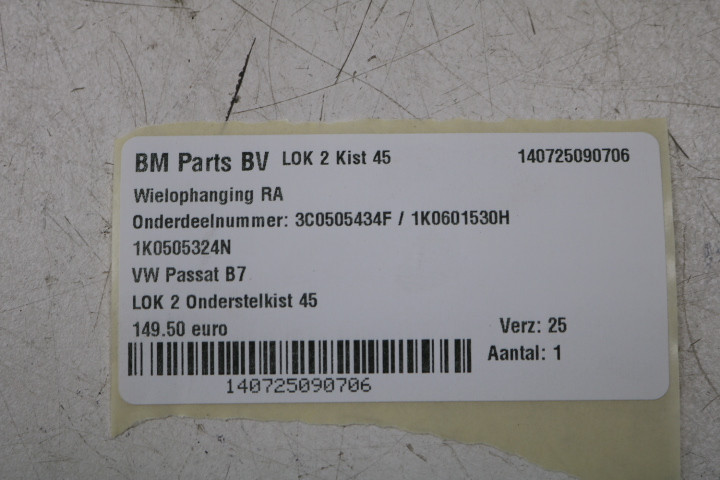 BM Parts BV LOK 2 Kist 45 140725090706
Wielophanging RA
Onderdeelnummer: 3C0505434F / 1K0601530H
1K0505324N
VW Passat B7
LOK 2 Onderstelkist 45
149.50 euro Verz: 25
Aantal: 1
140725090706